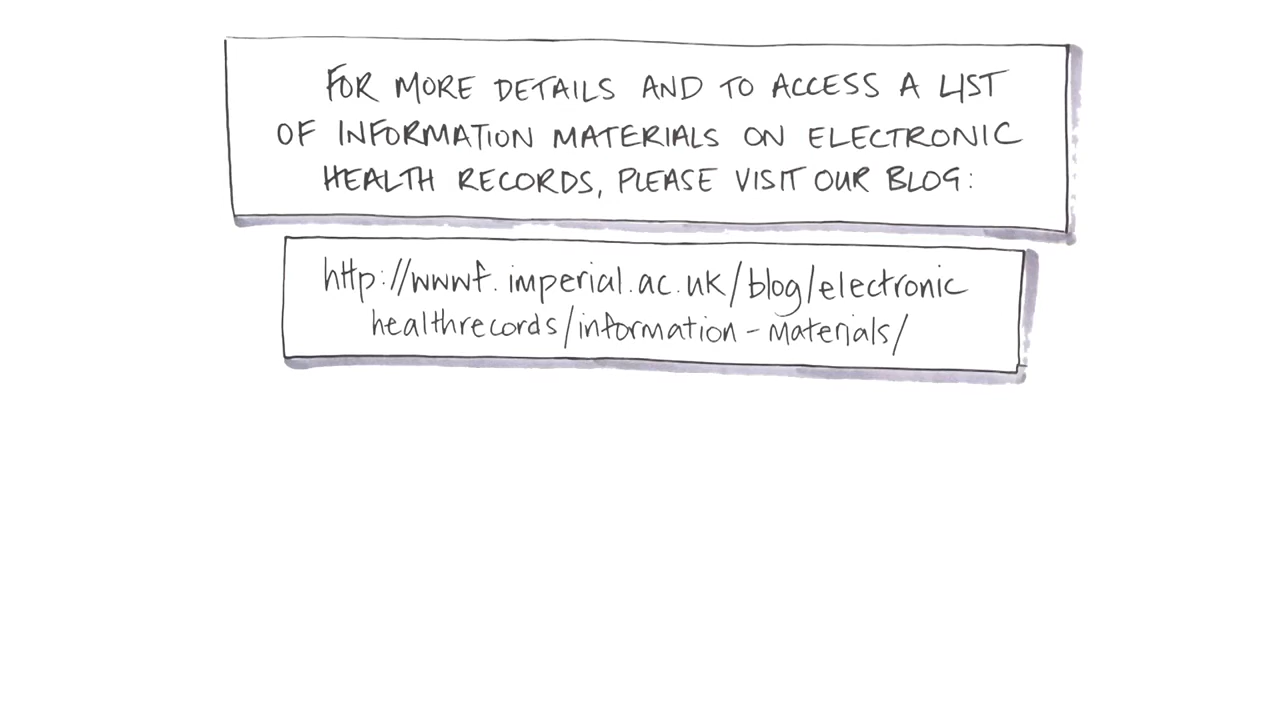 FOR MORE DETAILS AND TO ACCESS A LIST
OF INFORMATION MATERIALS ON ELECTRONIC
HEALTH RECORDS, PLEASE VISIT OUR BLOG:
http://wwwf.imperial.ac.uk/blog/electronic
healthrecords/information-materials/